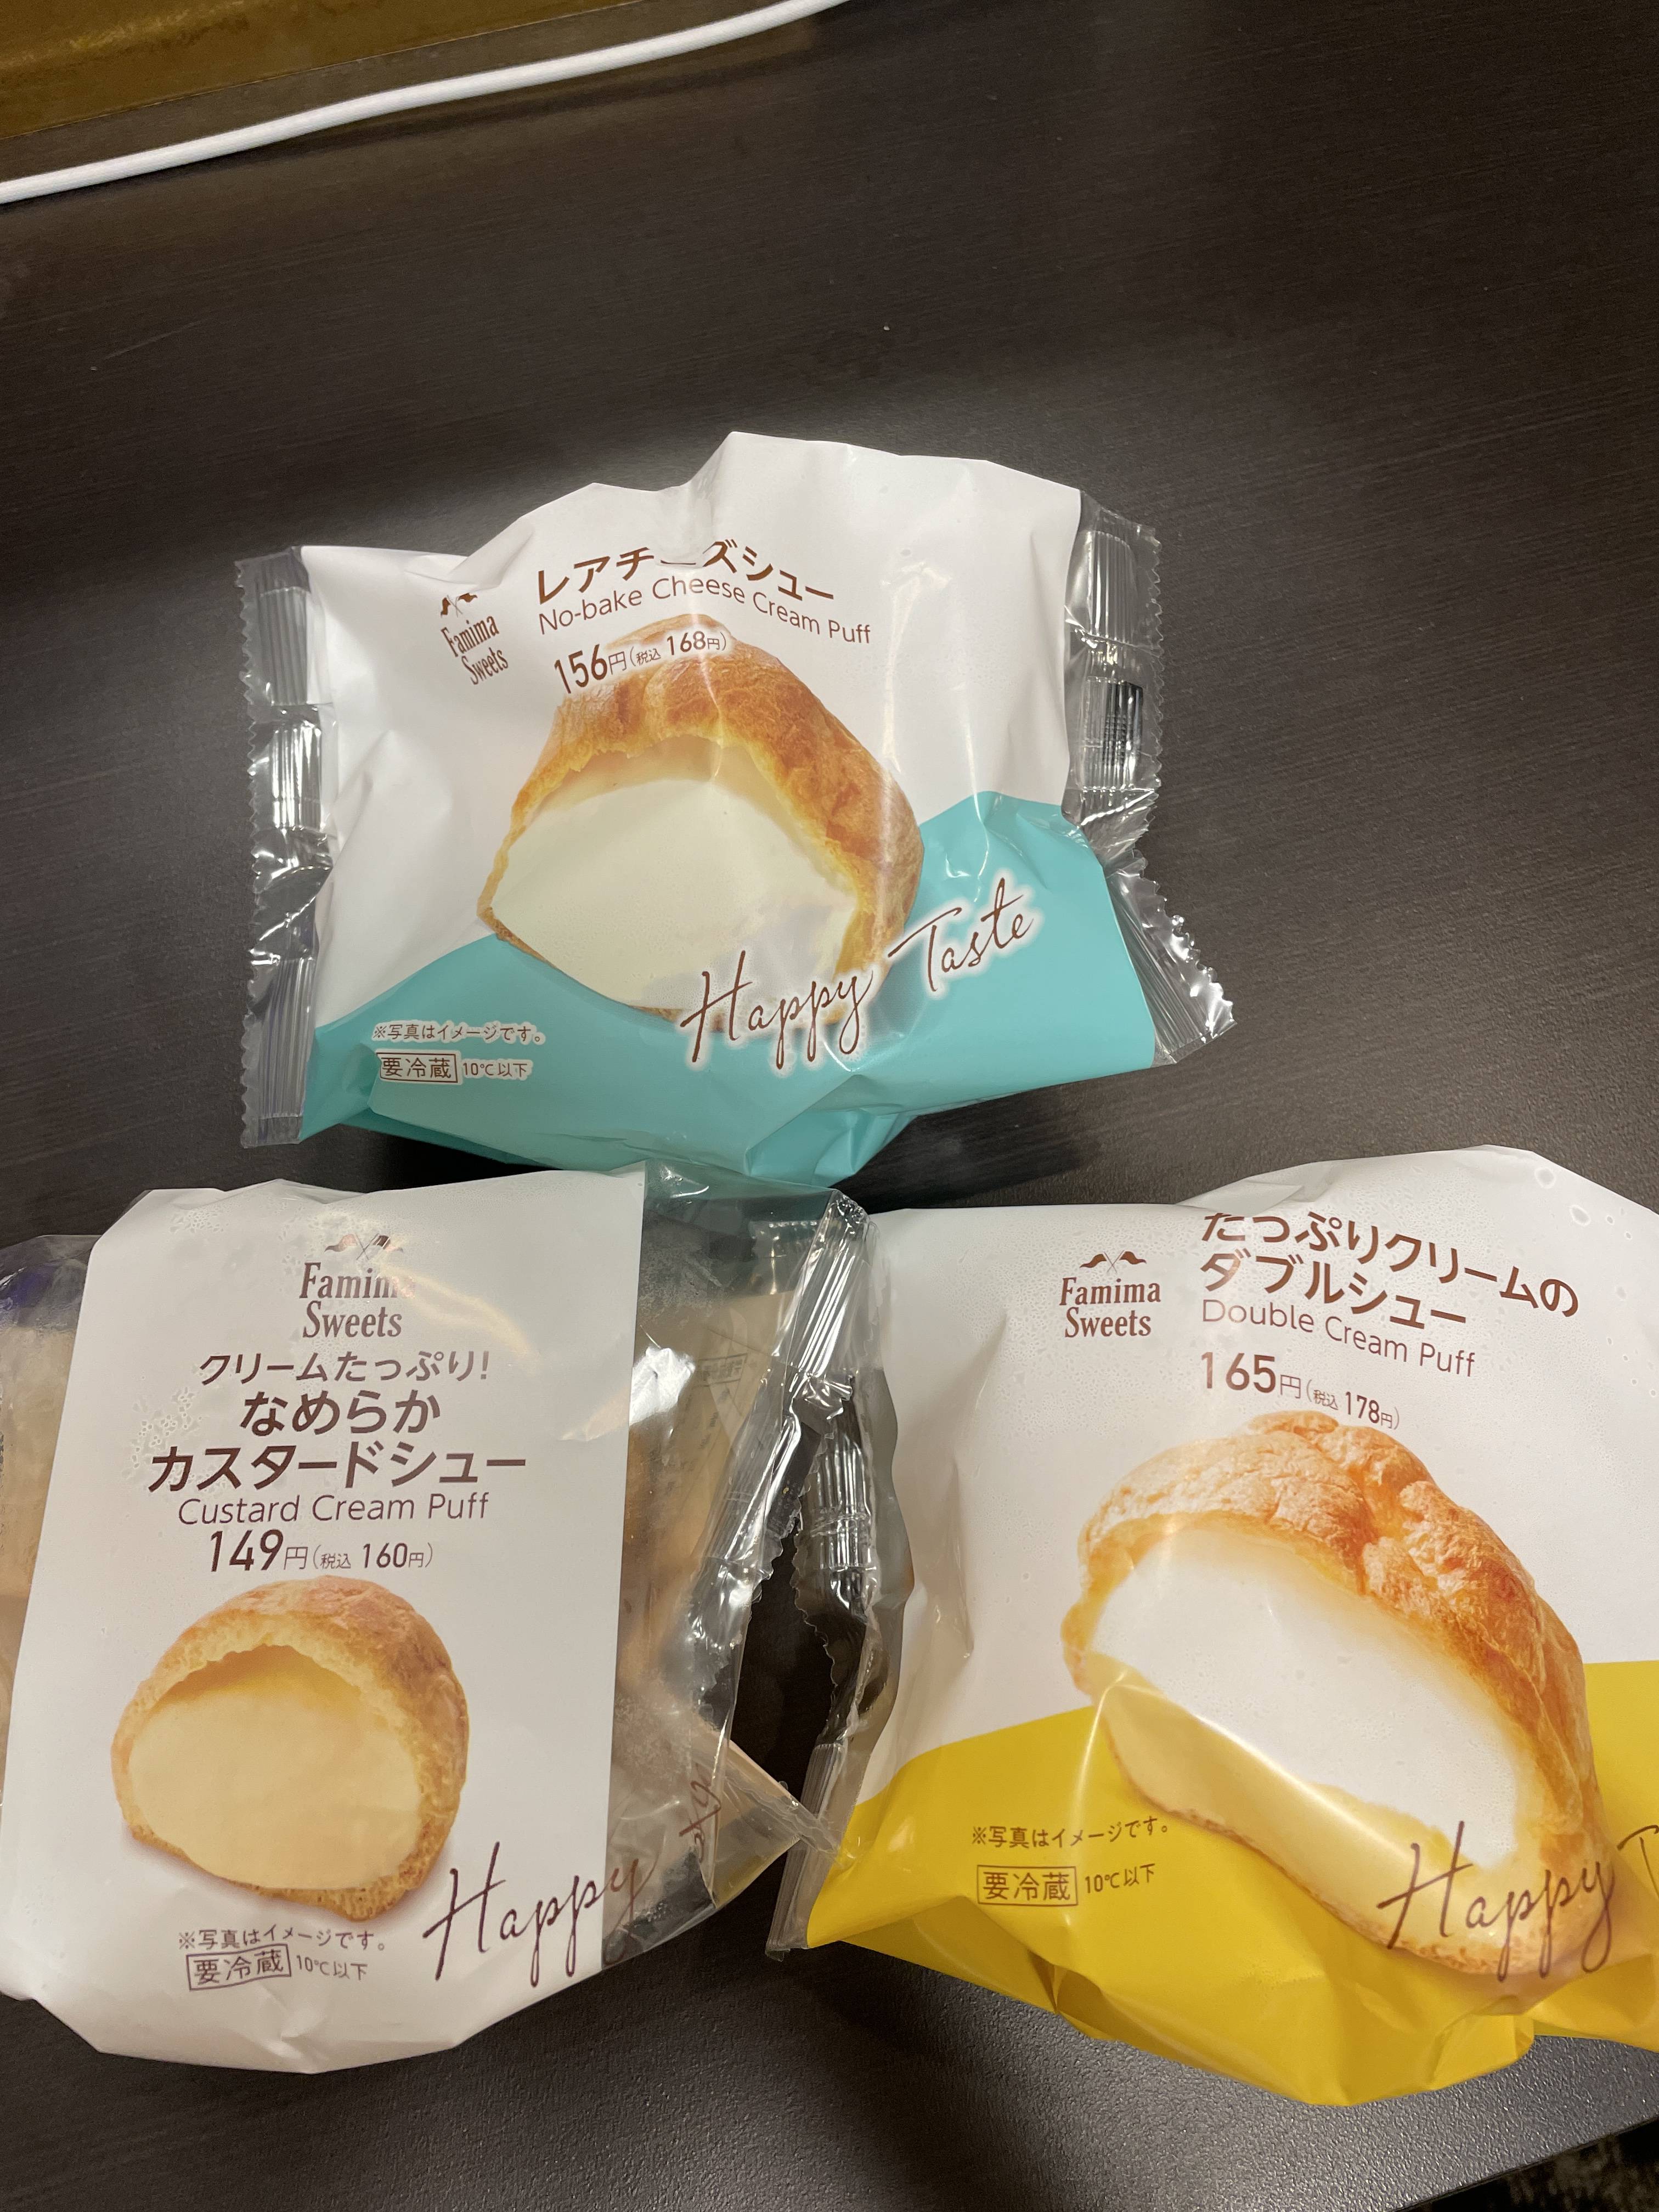 レアチーズシュー
No-bake Cheese Cream Puff
Famima
Sweets
156円(税込 168円)
Happy Taste
※写真はイメージです。
要冷蔵 10℃以下
Famima
Sweets
クリームたっぷり!
なめらか
カスタードシュー
Custard Cream Puff
149円(税込 160円)
Happy
※写真はイメージです。
要冷蔵 10℃以下
たっぷりクリームの
ダブルシュー
Double Cream Puff
Famima
Sweets
165円(税込 178円)
※写真はイメージです。
要冷蔵 10℃以下
Happy